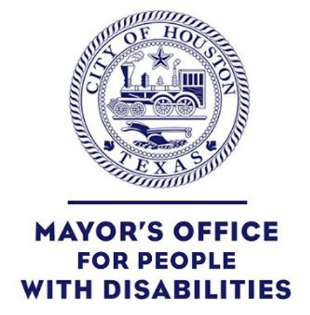 CITY OF HOUSTON
TEXAS
MAYOR'S OFFICE
FOR PEOPLE
WITH DISABILITIES